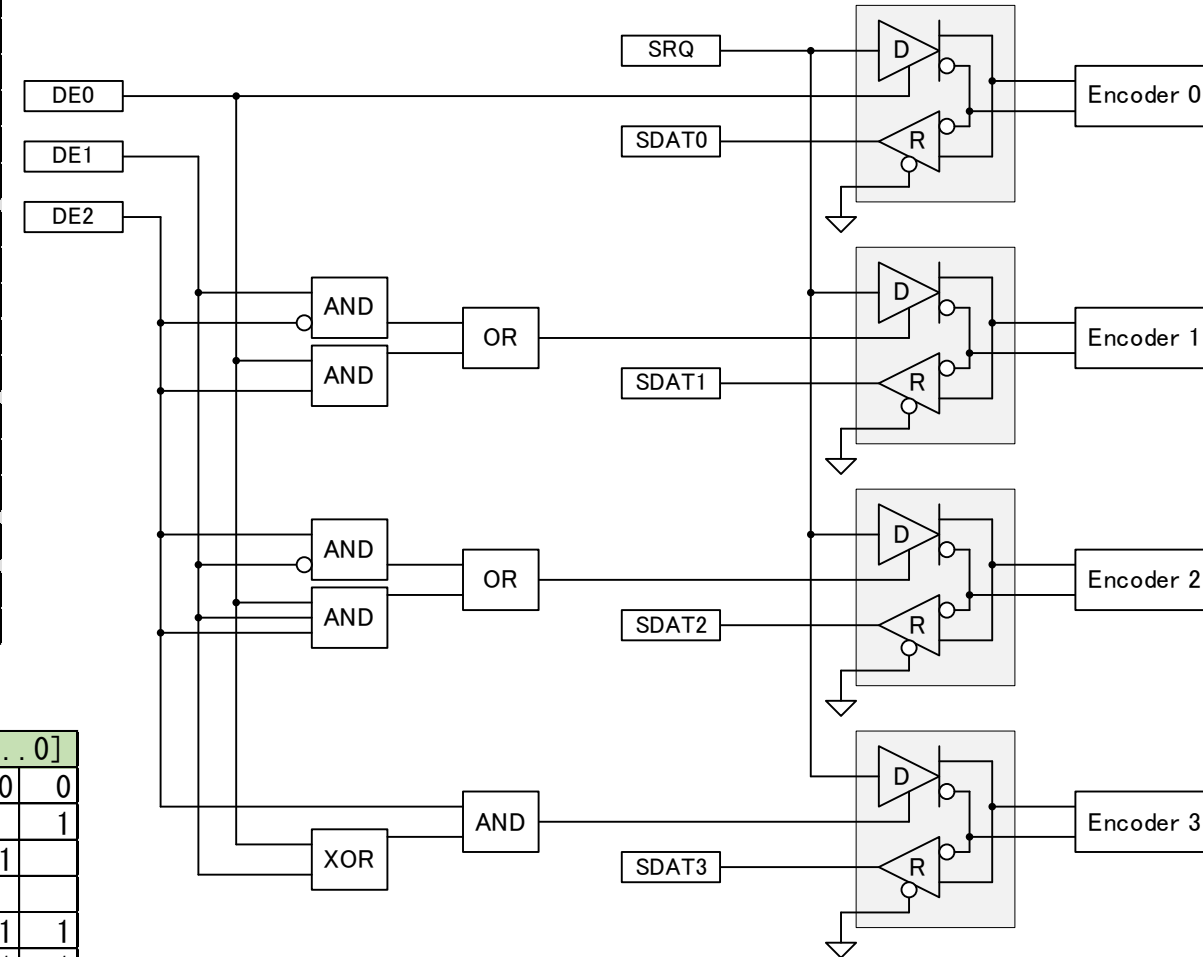 SRQ
D
DE0
Encoder 0
SDAT0
R
DE1
DE2
D
AND
OR
Encoder 1
AND
SDAT1
R
D
AND
OR
Encoder 2
AND
SDAT2
R
..0]
0 0
1
1
1 1
D
AND
Encoder 3
XOR
SDAT3
R